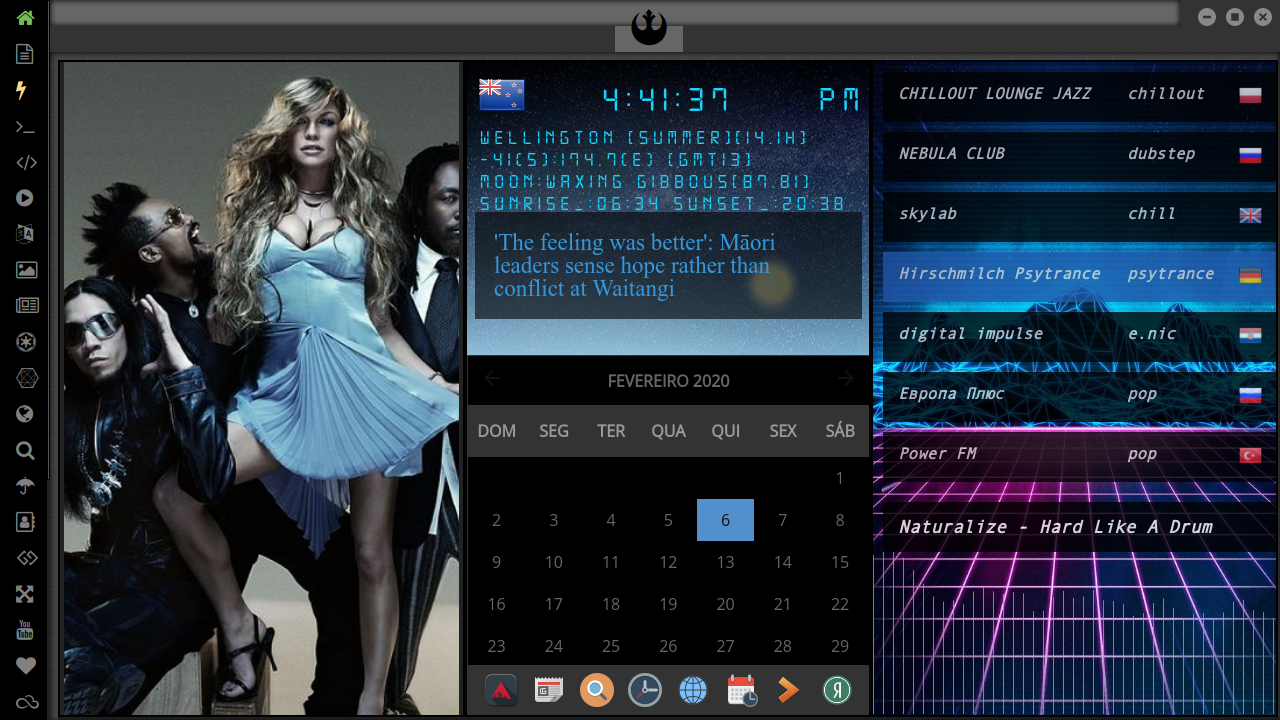 4:41:37 PM
WELLINGTON (SUMMER)(14.1H)
-41(S):174.7(E) (GMT13)
MOON:WAXING GIBBOUS(87.81)
SUNRISE_:06:34 SUNSET_:20:38
'The feeling was better': Māori
leaders sense hope rather than
conflict at Waitangi
FEVEREIRO 2020
DOM SEG TER QUA QUI SEX SÁB
1
2 3 4 5 6 7 8
9 10 11 12 13 14 15
16 17 18 19 20 21 22
23 24 25 26 27 28 29
CHILLOUT LOUNGE JAZZ chillout
NEBULA CLUB dubstep
skylab chill
Hirschmilch Psytrance psytrance
digital impulse e.nic
Европа Плюс pop
Power FM pop
Naturalize - Hard Like A Drum
You
Tube
Я